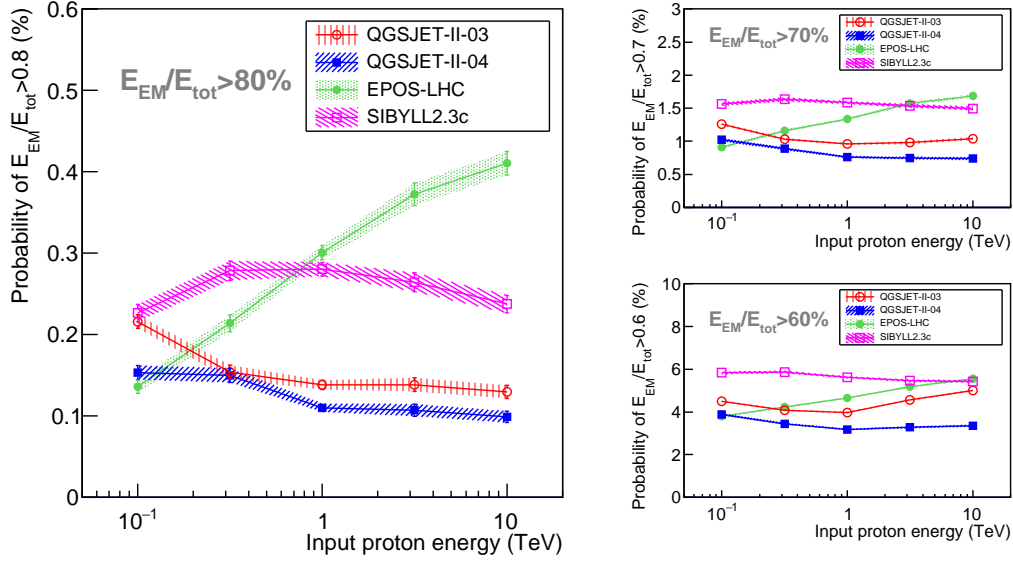 Probability of E_EM/E_tot>0.8 (%)
0.6
0.5
0.4
0.3
0.2
0.1
0
E_EM/E_tot>80%
QGSJET-II-03
QGSJET-II-04
EPOS-LHC
SIBYLL2.3c
10⁻¹
1
10
Input proton energy (TeV)
Probability of E_EM/E_tot>0.7 (%)
3
2.5
2
1.5
1
0.5
0
E_EM/E_tot>70%
QGSJET-II-03
QGSJET-II-04
EPOS-LHC
SIBYLL2.3c
10⁻¹
1
10
Input proton energy (TeV)
Probability of E_EM/E_tot>0.6 (%)
10
8
6
4
2
0
E_EM/E_tot>60%
QGSJET-II-03
QGSJET-II-04
EPOS-LHC
SIBYLL2.3c
10⁻¹
1
10
Input proton energy (TeV)